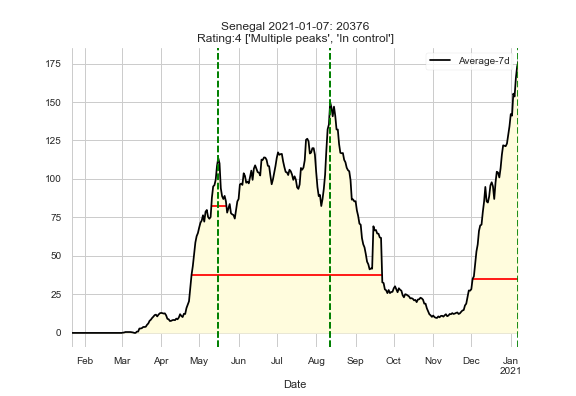 Senegal 2021-01-07: 20376
Rating:4 ['Multiple peaks', 'In control']
Average-7d
175
150
125
100
75
50
25
0
Feb Mar Apr May Jun Jul Aug Sep Oct Nov Dec Jan
2021
Date